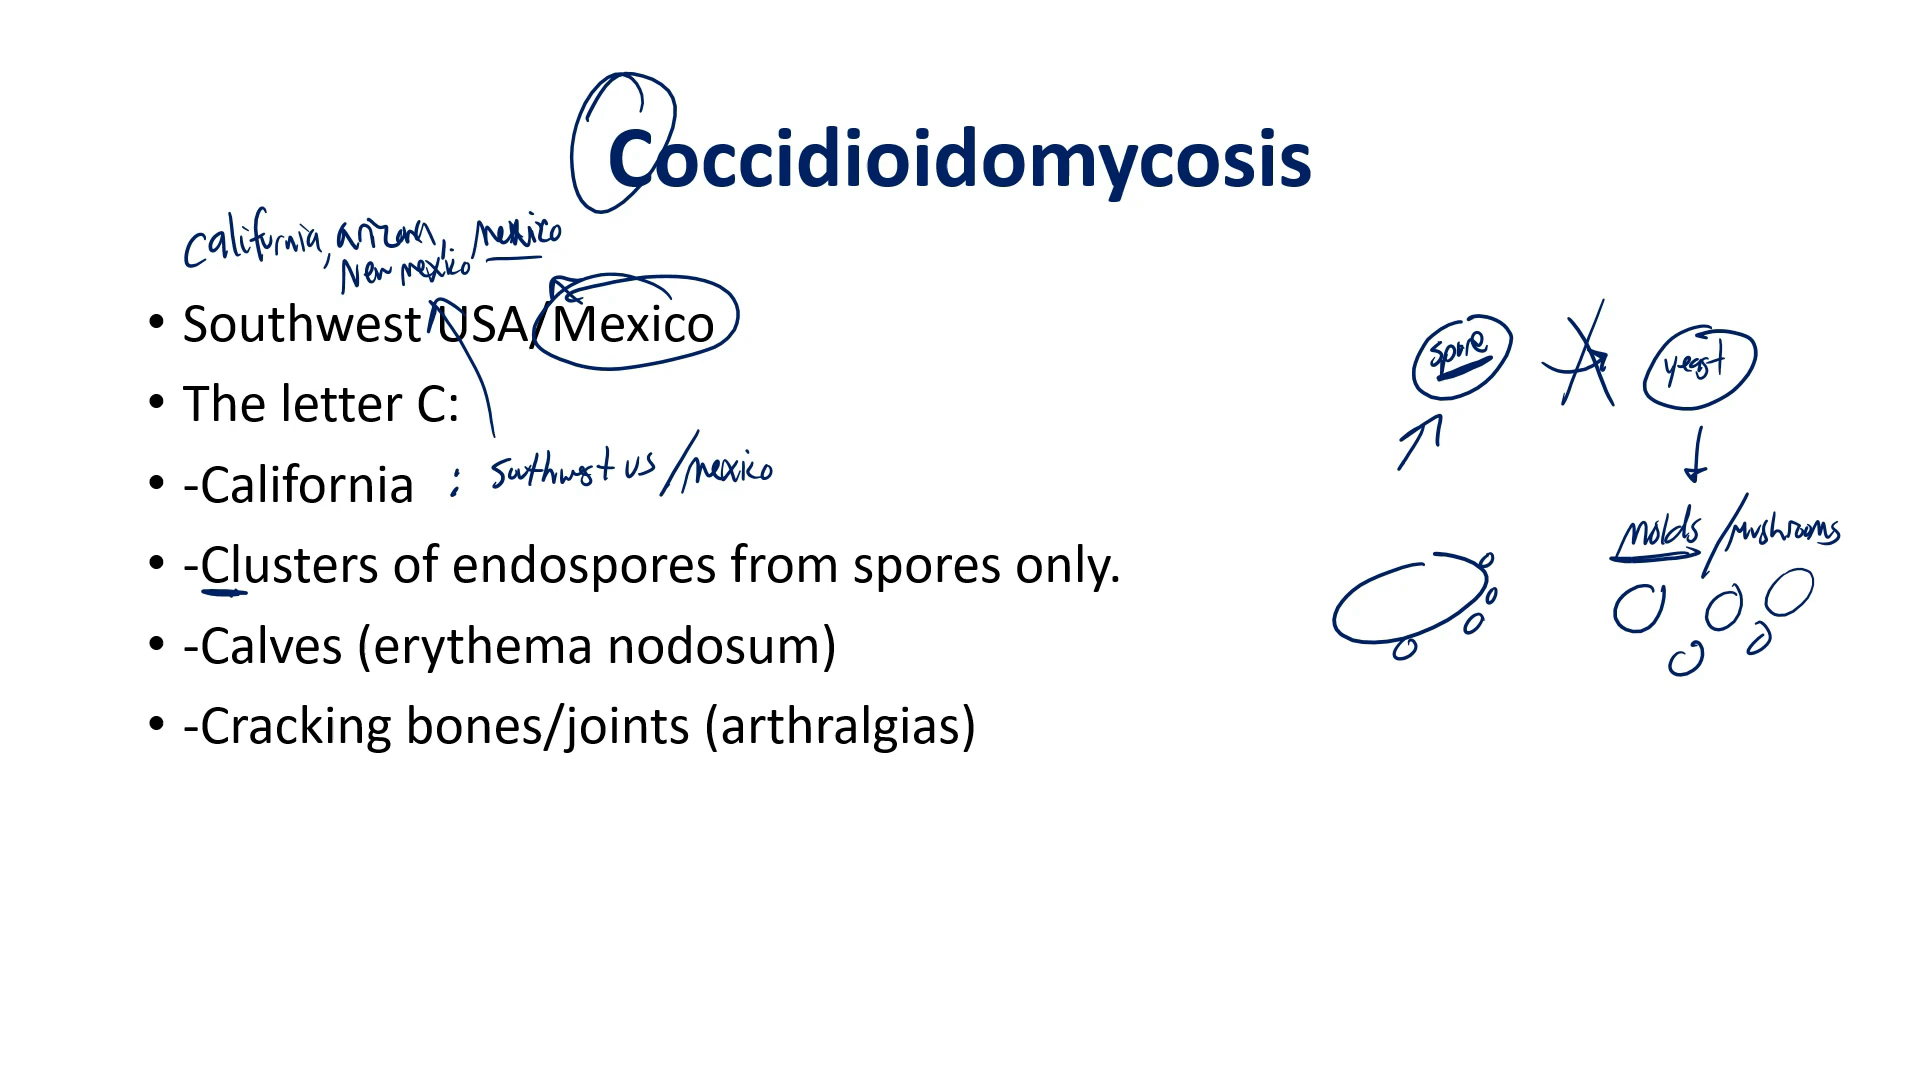 Coccidioidomycosis
California, arizona, mexico
New mexico
• Southwest USA/Mexico
• The letter C:
• -California : southwest us/mexico
• -Clusters of endospores from spores only.
• -Calves (erythema nodosum)
• -Cracking bones/joints (arthralgias)
spore
yeast
molds/mushrooms